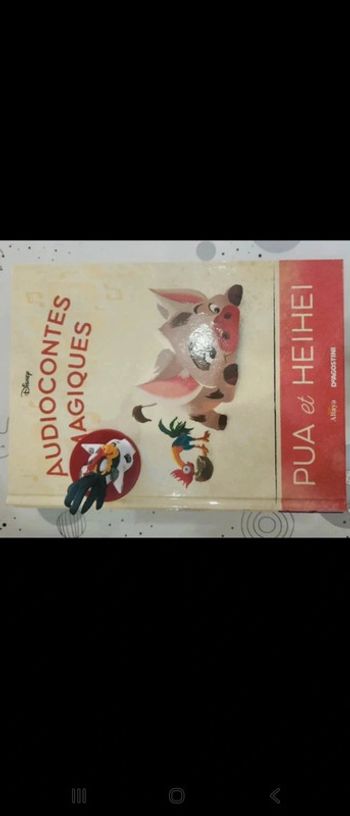 Disney
AUDIOCONTES
MAGIQUES
PUA et HEIHEI
Altaya
DeAGOSTINI